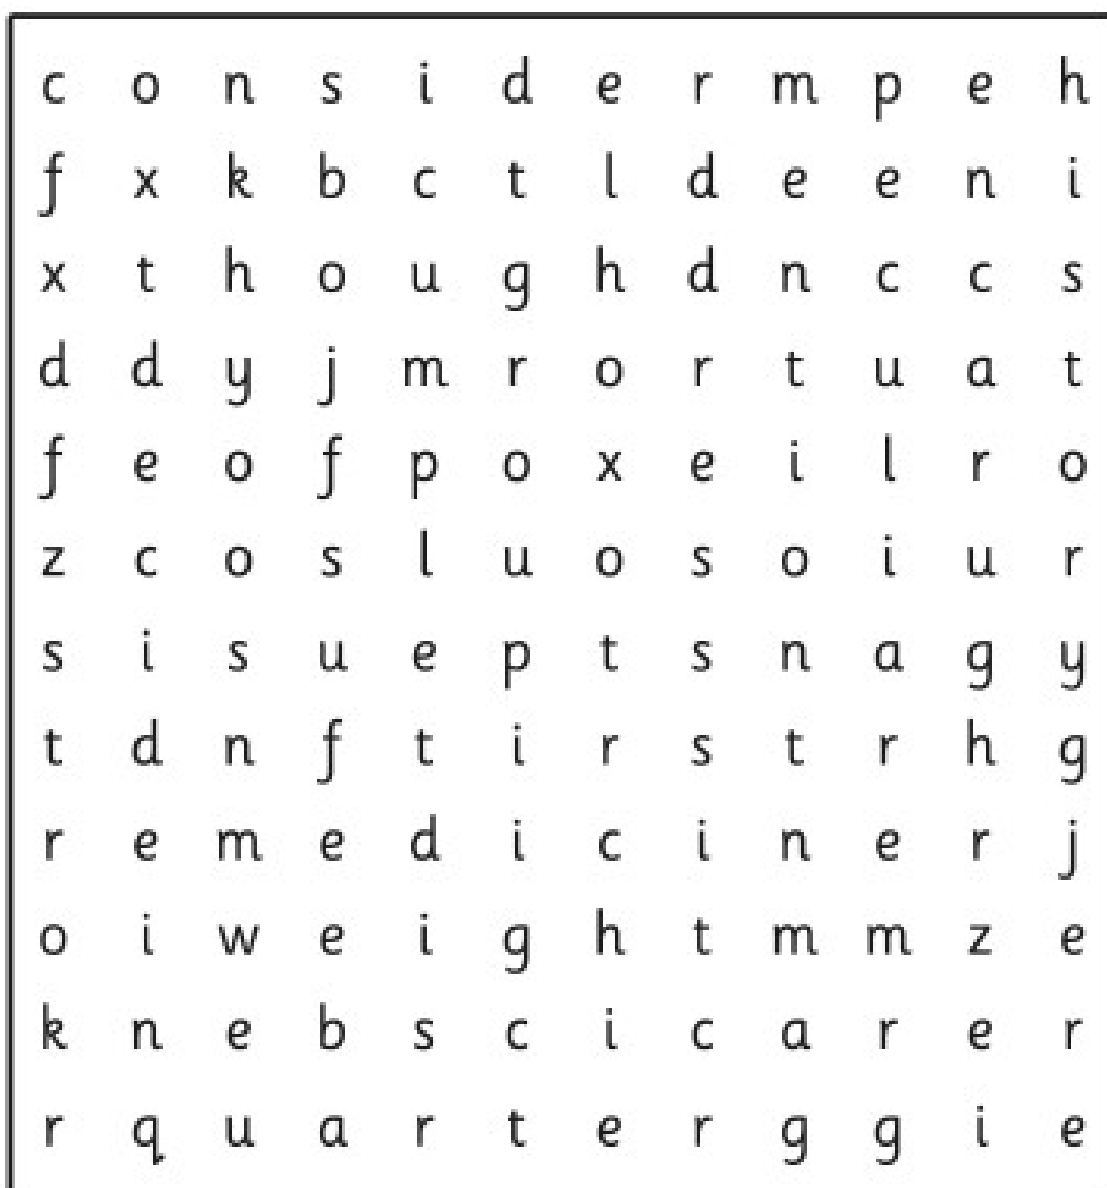 c o n s i d e r m p e h
f x k b c t l d e e n i
x t h o u g h d n c c s
d d y j m r o r t u a t
f e o f p o x e i l r o
z c o s l u o s o i u r
s i s u e p t s n a g y
t d n f t i r s t r h g
r e m e d i c i n e r j
o i w e i g h t m m z e
k n e b s c i c a r e r
r q u a r t e r g g i e